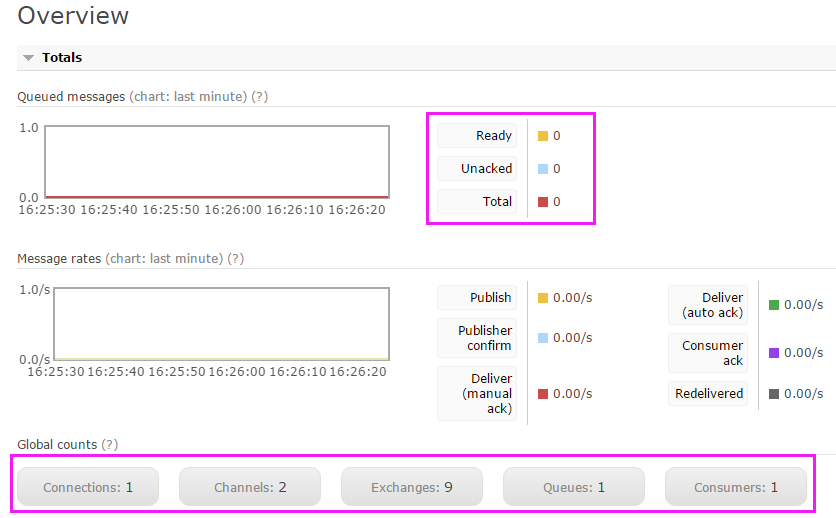 Overview
Totals
Queued messages (chart: last minute) (?)
1.0
0.0
16:25:30 16:25:40 16:25:50 16:26:00 16:26:10 16:26:20
Ready 0
Unacked 0
Total 0
Message rates (chart: last minute) (?)
1.0/s
0.0/s
16:25:30 16:25:40 16:25:50 16:26:00 16:26:10 16:26:20
Publish 0.00/s
Publisher
confirm 0.00/s
Deliver
(manual
ack) 0.00/s
Deliver
(auto ack) 0.00/s
Consumer
ack 0.00/s
Redelivered 0.00/s
Global counts (?)
Connections: 1 Channels: 2 Exchanges: 9 Queues: 1 Consumers: 1